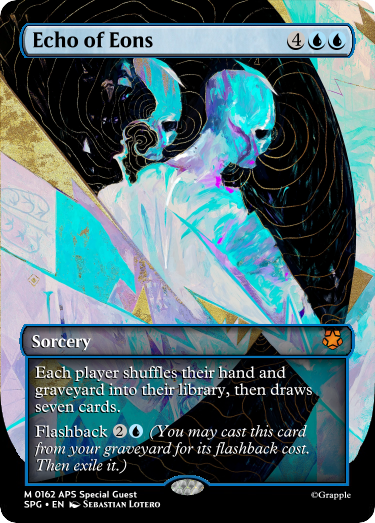 Echo of Eons 4
Sorcery
Each player shuffles their hand and
graveyard into their library, then draws
seven cards.
Flashback 2 (You may cast this card
from your graveyard for its flashback cost.
Then exile it.)
M 0162 APS Special Guest
SPG • EN Sebastian Lotero
©Grapple